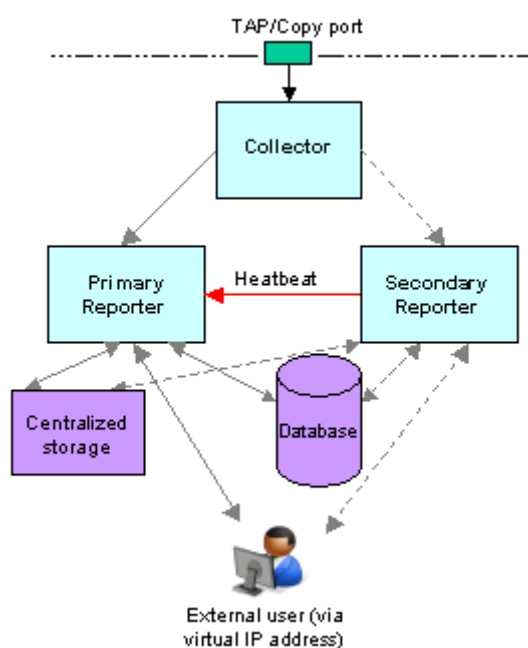 TAP/Copy port
Collector
Primary
Reporter
Heatbeat
Secondary
Reporter
Centralized
storage
Database
External user (via
virtual IP address)